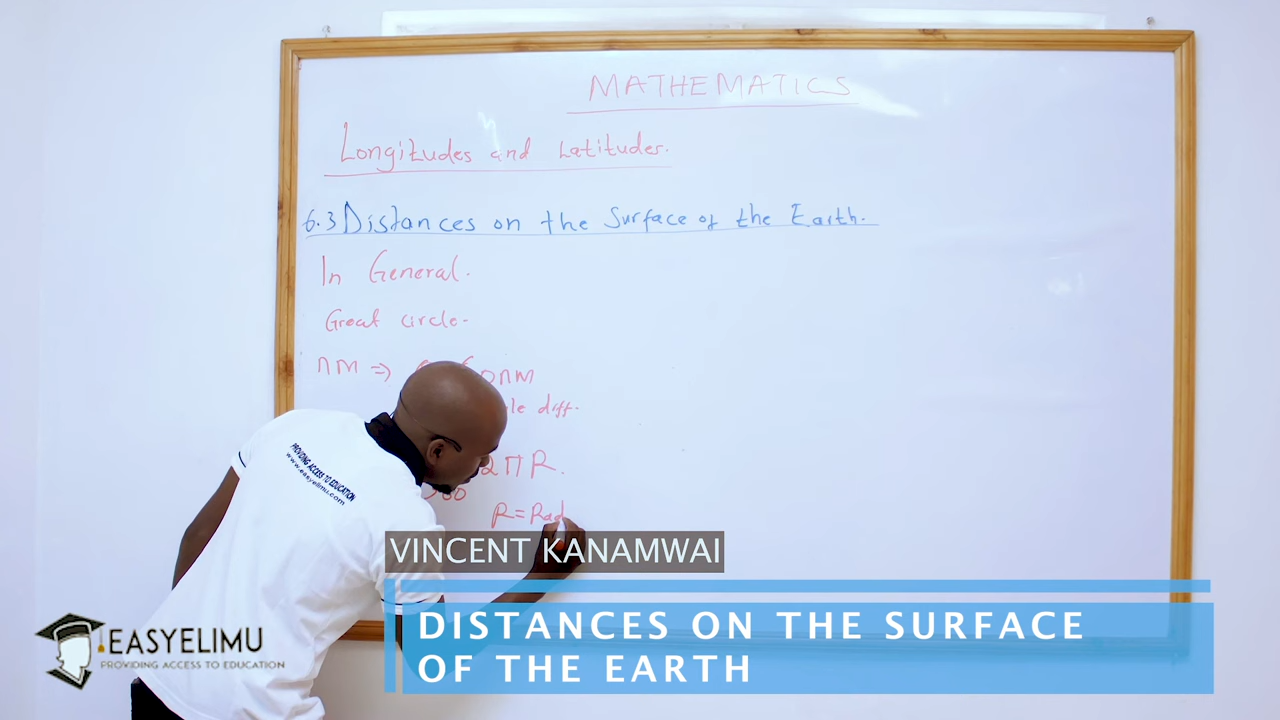 MATHEMATICS
Longitudes and Latitudes.
6.3 Distances on the Surface of the Earth.
In General.
Great circle.
nm ⇒ 0nm
diff.
2πR.
360
R = Rad
PROVIDING ACCESS TO EDUCATION
www.easyelimu.com
VINCENT KANAMWAI
DISTANCES ON THE SURFACE
OF THE EARTH
EASYELIMU
PROVIDING ACCESS TO EDUCATION